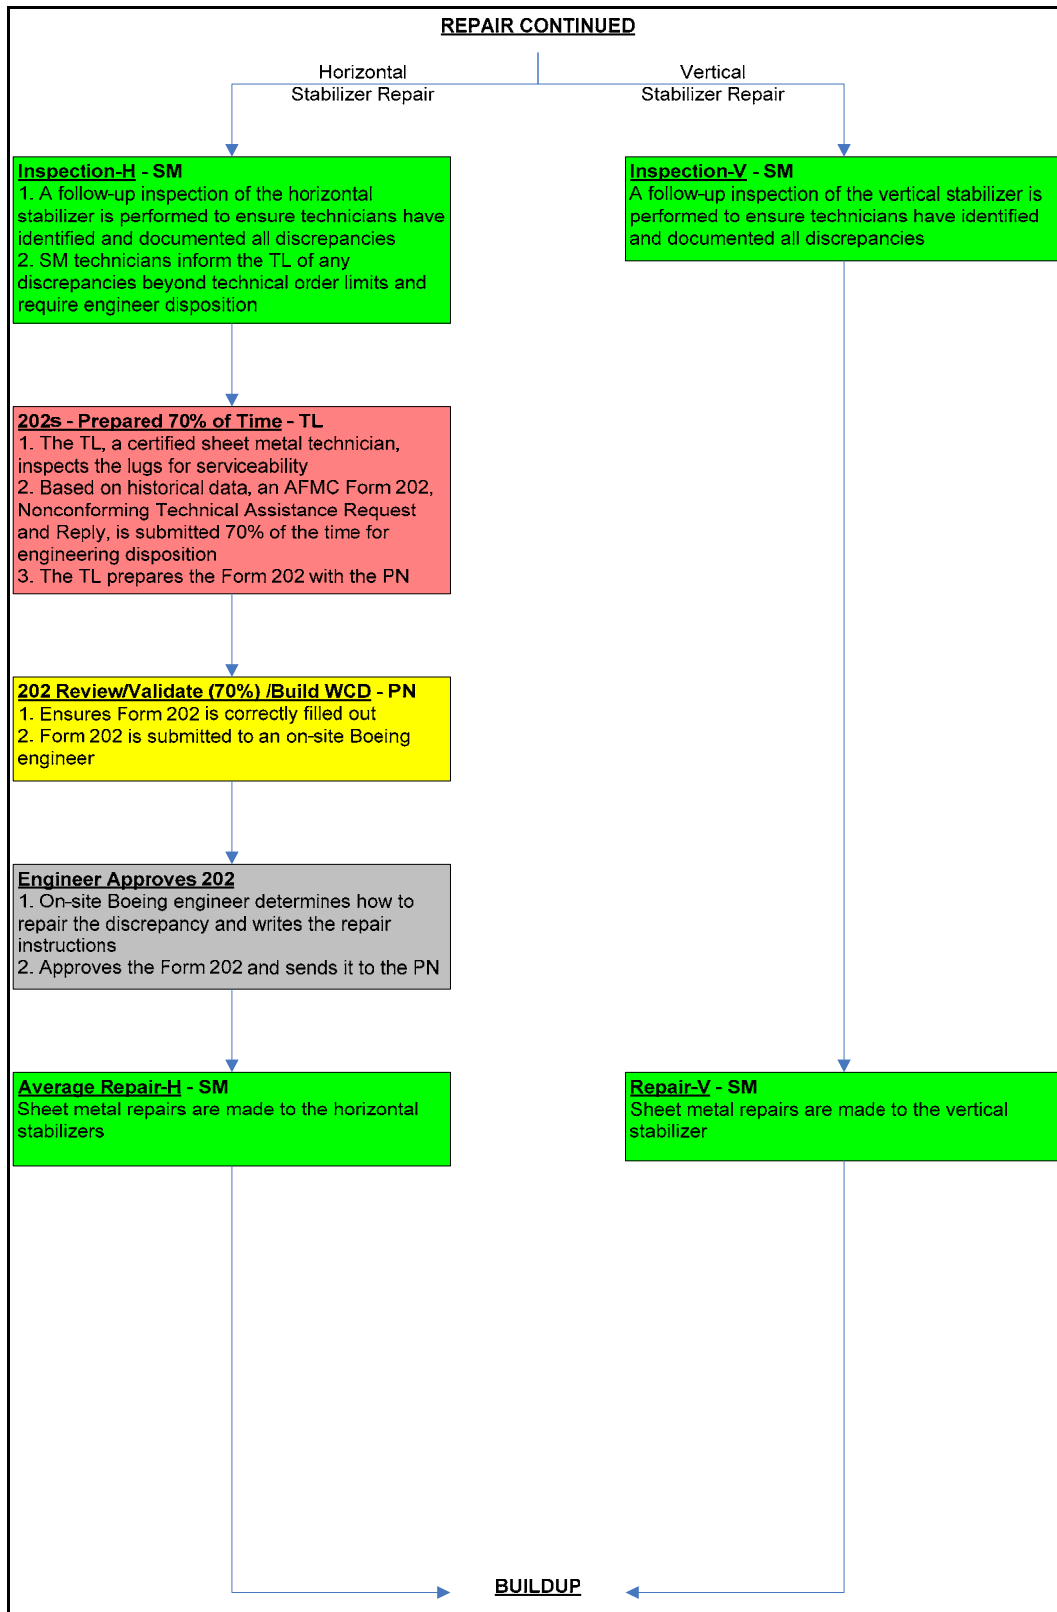 REPAIR CONTINUED
Horizontal
Stabilizer Repair
Vertical
Stabilizer Repair
Inspection-H - SM
1. A follow-up inspection of the horizontal
stabilizer is performed to ensure technicians have
identified and documented all discrepancies
2. SM technicians inform the TL of any
discrepancies beyond technical order limits and
require engineer disposition
Inspection-V - SM
A follow-up inspection of the vertical stabilizer is
performed to ensure technicians have identified
and documented all discrepancies
202s - Prepared 70% of Time - TL
1. The TL, a certified sheet metal technician,
inspects the lugs for serviceability
2. Based on historical data, an AFMC Form 202,
Nonconforming Technical Assistance Request
and Reply, is submitted 70% of the time for
engineering disposition
3. The TL prepares the Form 202 with the PN
202 Review/Validate (70%) /Build WCD - PN
1. Ensures Form 202 is correctly filled out
2. Form 202 is submitted to an on-site Boeing
engineer
Engineer Approves 202
1. On-site Boeing engineer determines how to
repair the discrepancy and writes the repair
instructions
2. Approves the Form 202 and sends it to the PN
Average Repair-H - SM
Sheet metal repairs are made to the horizontal
stabilizers
Repair-V - SM
Sheet metal repairs are made to the vertical
stabilizer
BUILDUP